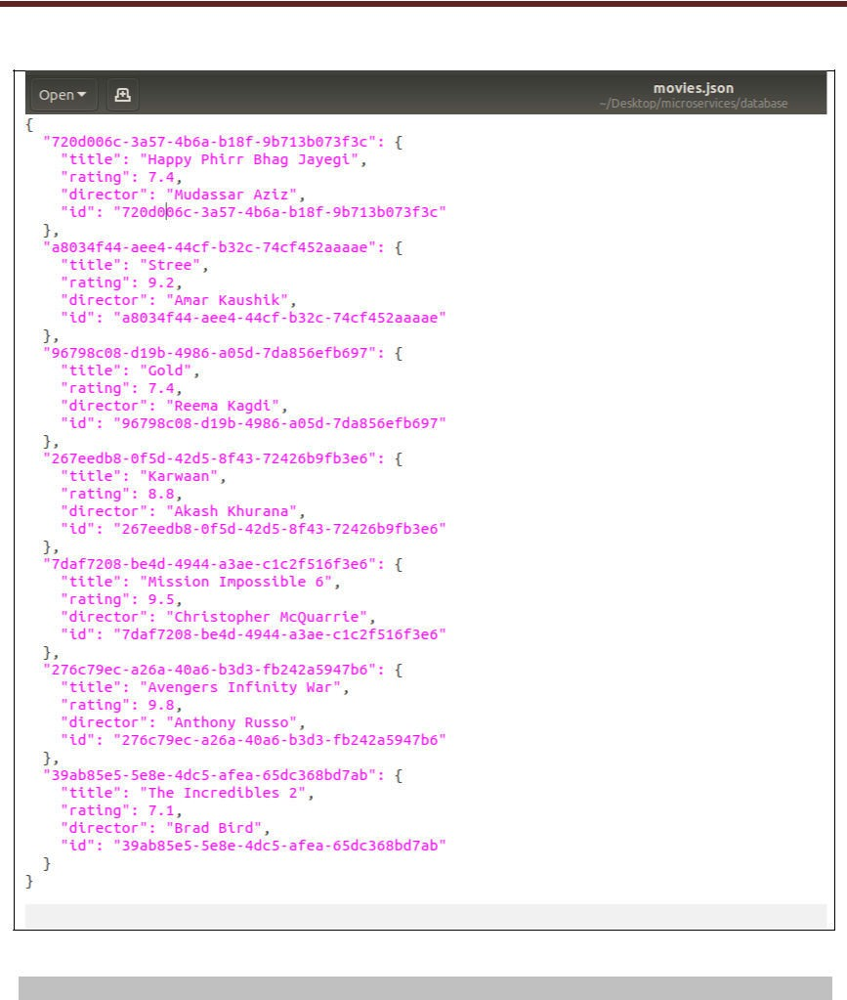 Open
movies.json
~/Desktop/microservices/database
{
  "720d006c-3a57-4b6a-b18f-9b713b073f3c": {
    "title": "Happy Phirr Bhag Jayegi",
    "rating": 7.4,
    "director": "Mudassar Aziz",
    "id": "720d006c-3a57-4b6a-b18f-9b713b073f3c"
  },
  "a8034f44-aee4-44cf-b32c-74cf452aaaae": {
    "title": "Stree",
    "rating": 9.2,
    "director": "Amar Kaushik",
    "id": "a8034f44-aee4-44cf-b32c-74cf452aaaae"
  },
  "96798c08-d19b-4986-a05d-7da856efb697": {
    "title": "Gold",
    "rating": 7.4,
    "director": "Reema Kagdi",
    "id": "96798c08-d19b-4986-a05d-7da856efb697"
  },
  "267eedb8-0f5d-42d5-8f43-72426b9fb3e6": {
    "title": "Karwaan",
    "rating": 8.8,
    "director": "Akash Khurana",
    "id": "267eedb8-0f5d-42d5-8f43-72426b9fb3e6"
  },
  "7daf7208-be4d-4944-a3ae-c1c2f516f3e6": {
    "title": "Mission Impossible 6",
    "rating": 9.5,
    "director": "Christopher McQuarrie",
    "id": "7daf7208-be4d-4944-a3ae-c1c2f516f3e6"
  },
  "276c79ec-a26a-40a6-b3d3-fb242a5947b6": {
    "title": "Avengers Infinity War",
    "rating": 9.8,
    "director": "Anthony Russo",
    "id": "276c79ec-a26a-40a6-b3d3-fb242a5947b6"
  },
  "39ab85e5-5e8e-4dc5-afea-65dc368bd7ab": {
    "title": "The Incredibles 2",
    "rating": 7.1,
    "director": "Brad Bird",
    "id": "39ab85e5-5e8e-4dc5-afea-65dc368bd7ab"
  }
}